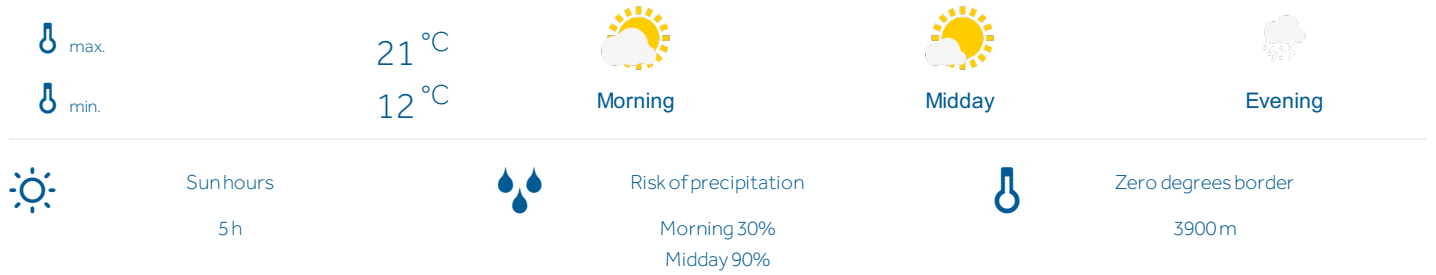 max.
21 °C
min.
12 °C
Morning
Midday
Evening
Sun hours
5 h
Risk of precipitation
Morning 30%
Midday 90%
Zero degrees border
3900 m